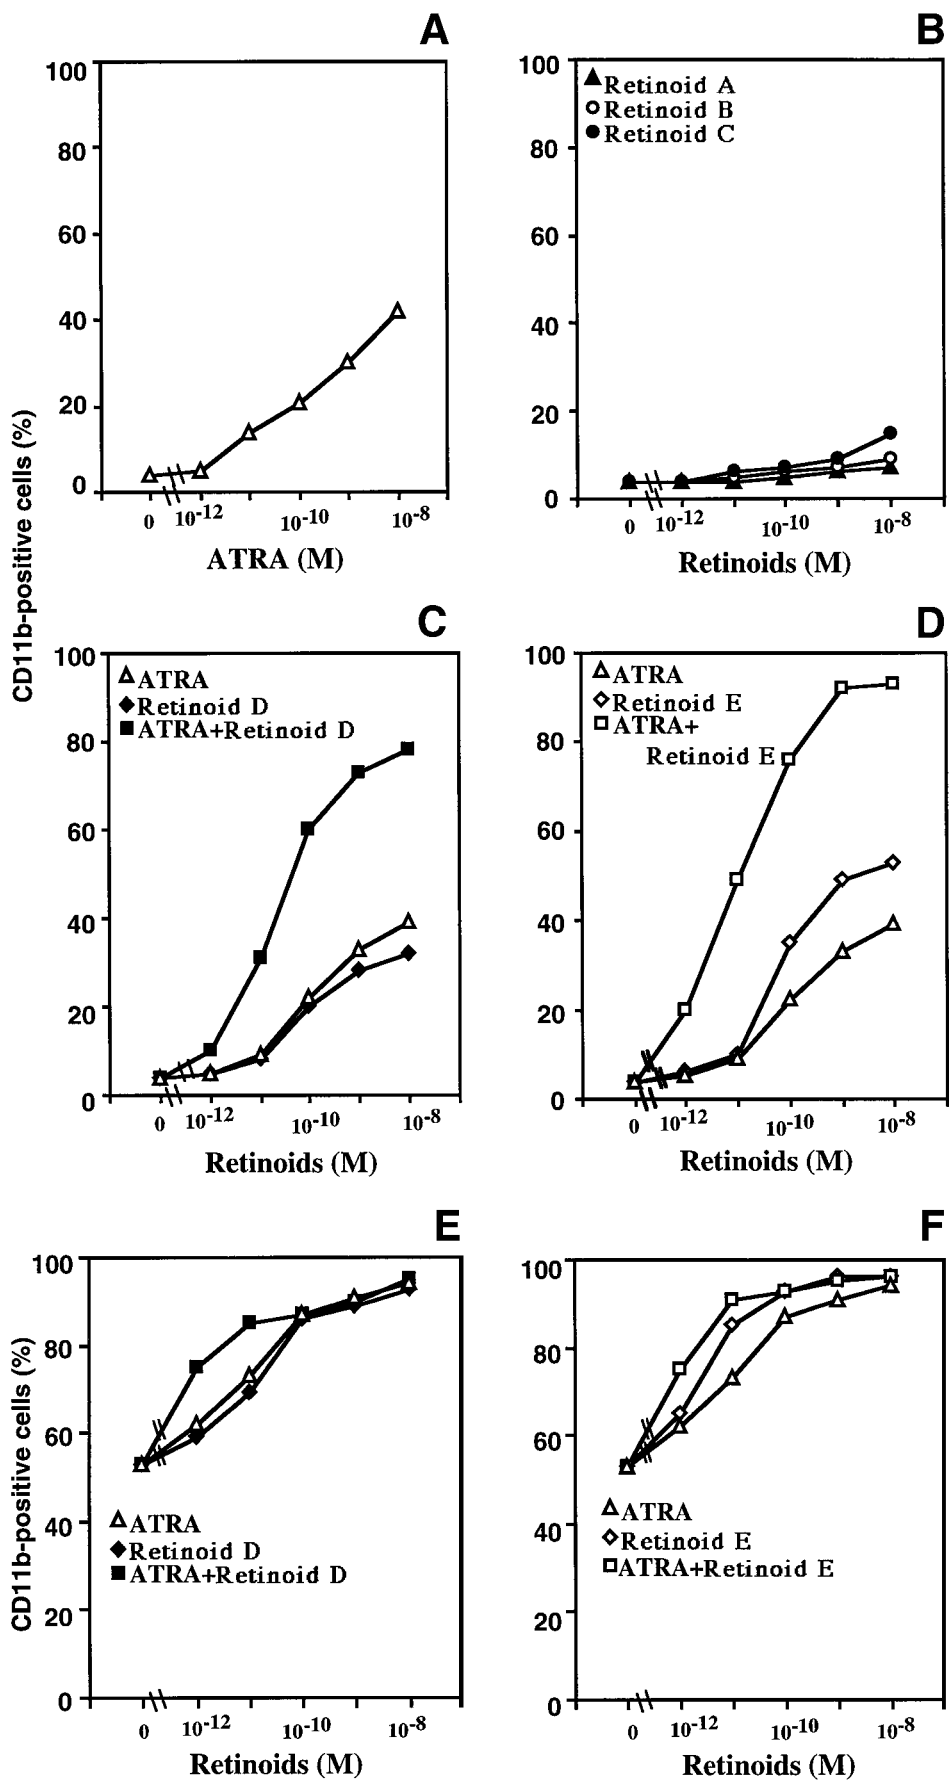 A
100
80
60
40
20
0
0 10-12 10-10 10-8
ATRA (M)
B
100
80
60
40
20
0
▲Retinoid A
○Retinoid B
●Retinoid C
0 10-12 10-10 10-8
Retinoids (M)
CD11b-positive cells (%)
C
100
80
60
40
20
0
△ATRA
◆Retinoid D
■ATRA+Retinoid D
0 10-12 10-10 10-8
Retinoids (M)
D
100
80
60
40
20
0
△ATRA
◇Retinoid E
□ATRA+
Retinoid E
0 10-12 10-10 10-8
Retinoids (M)
CD11b-positive cells (%)
E
100
80
60
40
20
0
△ATRA
◆Retinoid D
■ATRA+Retinoid D
0 10-12 10-10 10-8
Retinoids (M)
F
100
80
60
40
20
0
△ATRA
◇Retinoid E
□ATRA+Retinoid E
0 10-12 10-10 10-8
Retinoids (M)